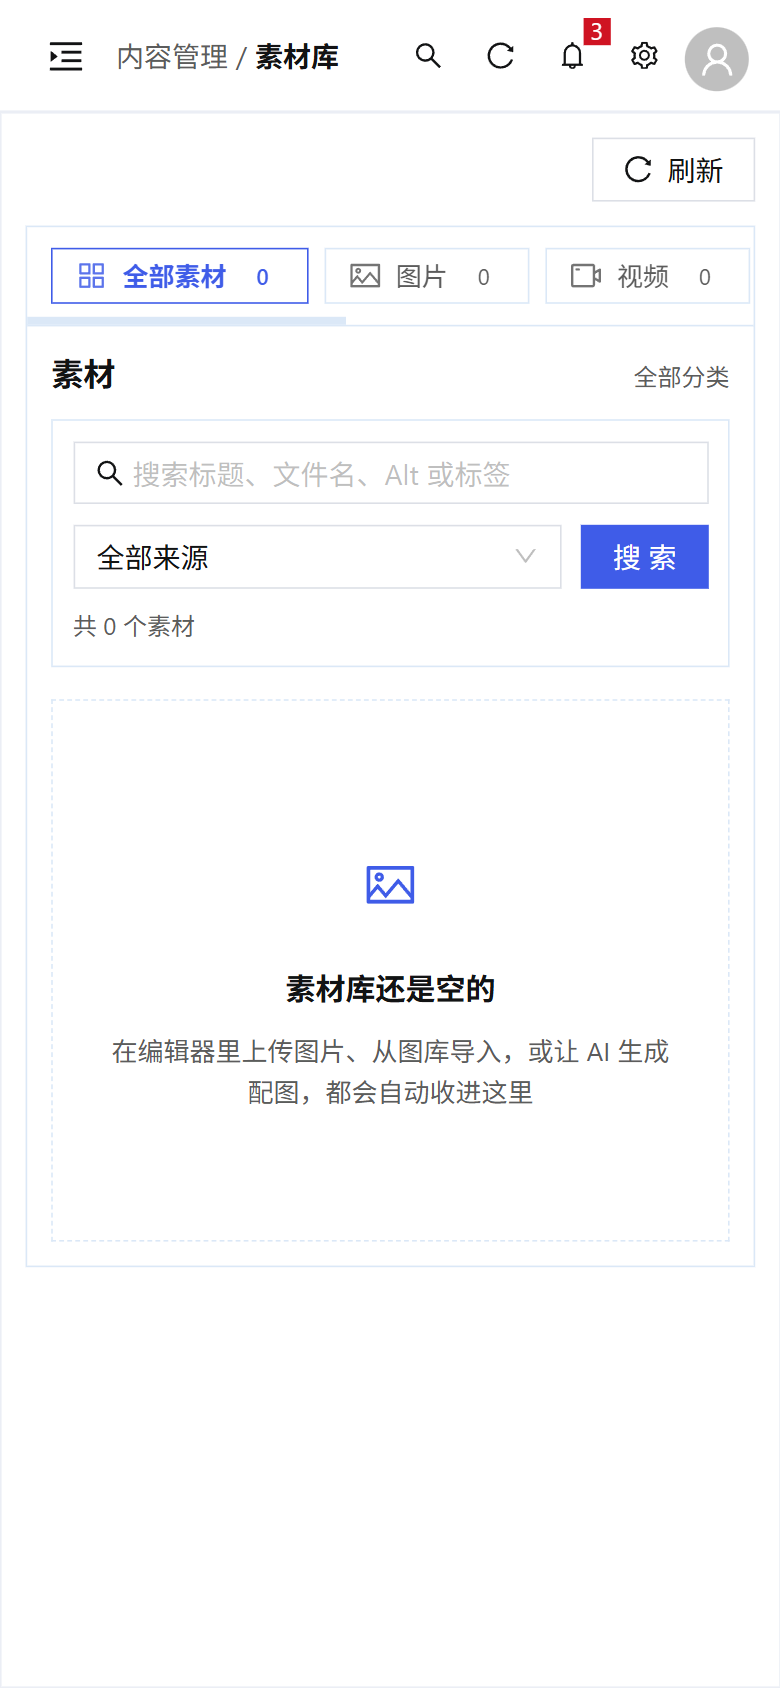 内容管理 / 素材库
3
刷新
全部素材 0
图片 0
视频 0
素材
全部分类
搜索标题、文件名、Alt 或标签
全部来源
搜 索
共 0 个素材
素材库还是空的
在编辑器里上传图片、从图库导入，或让 AI 生成
配图，都会自动收进这里